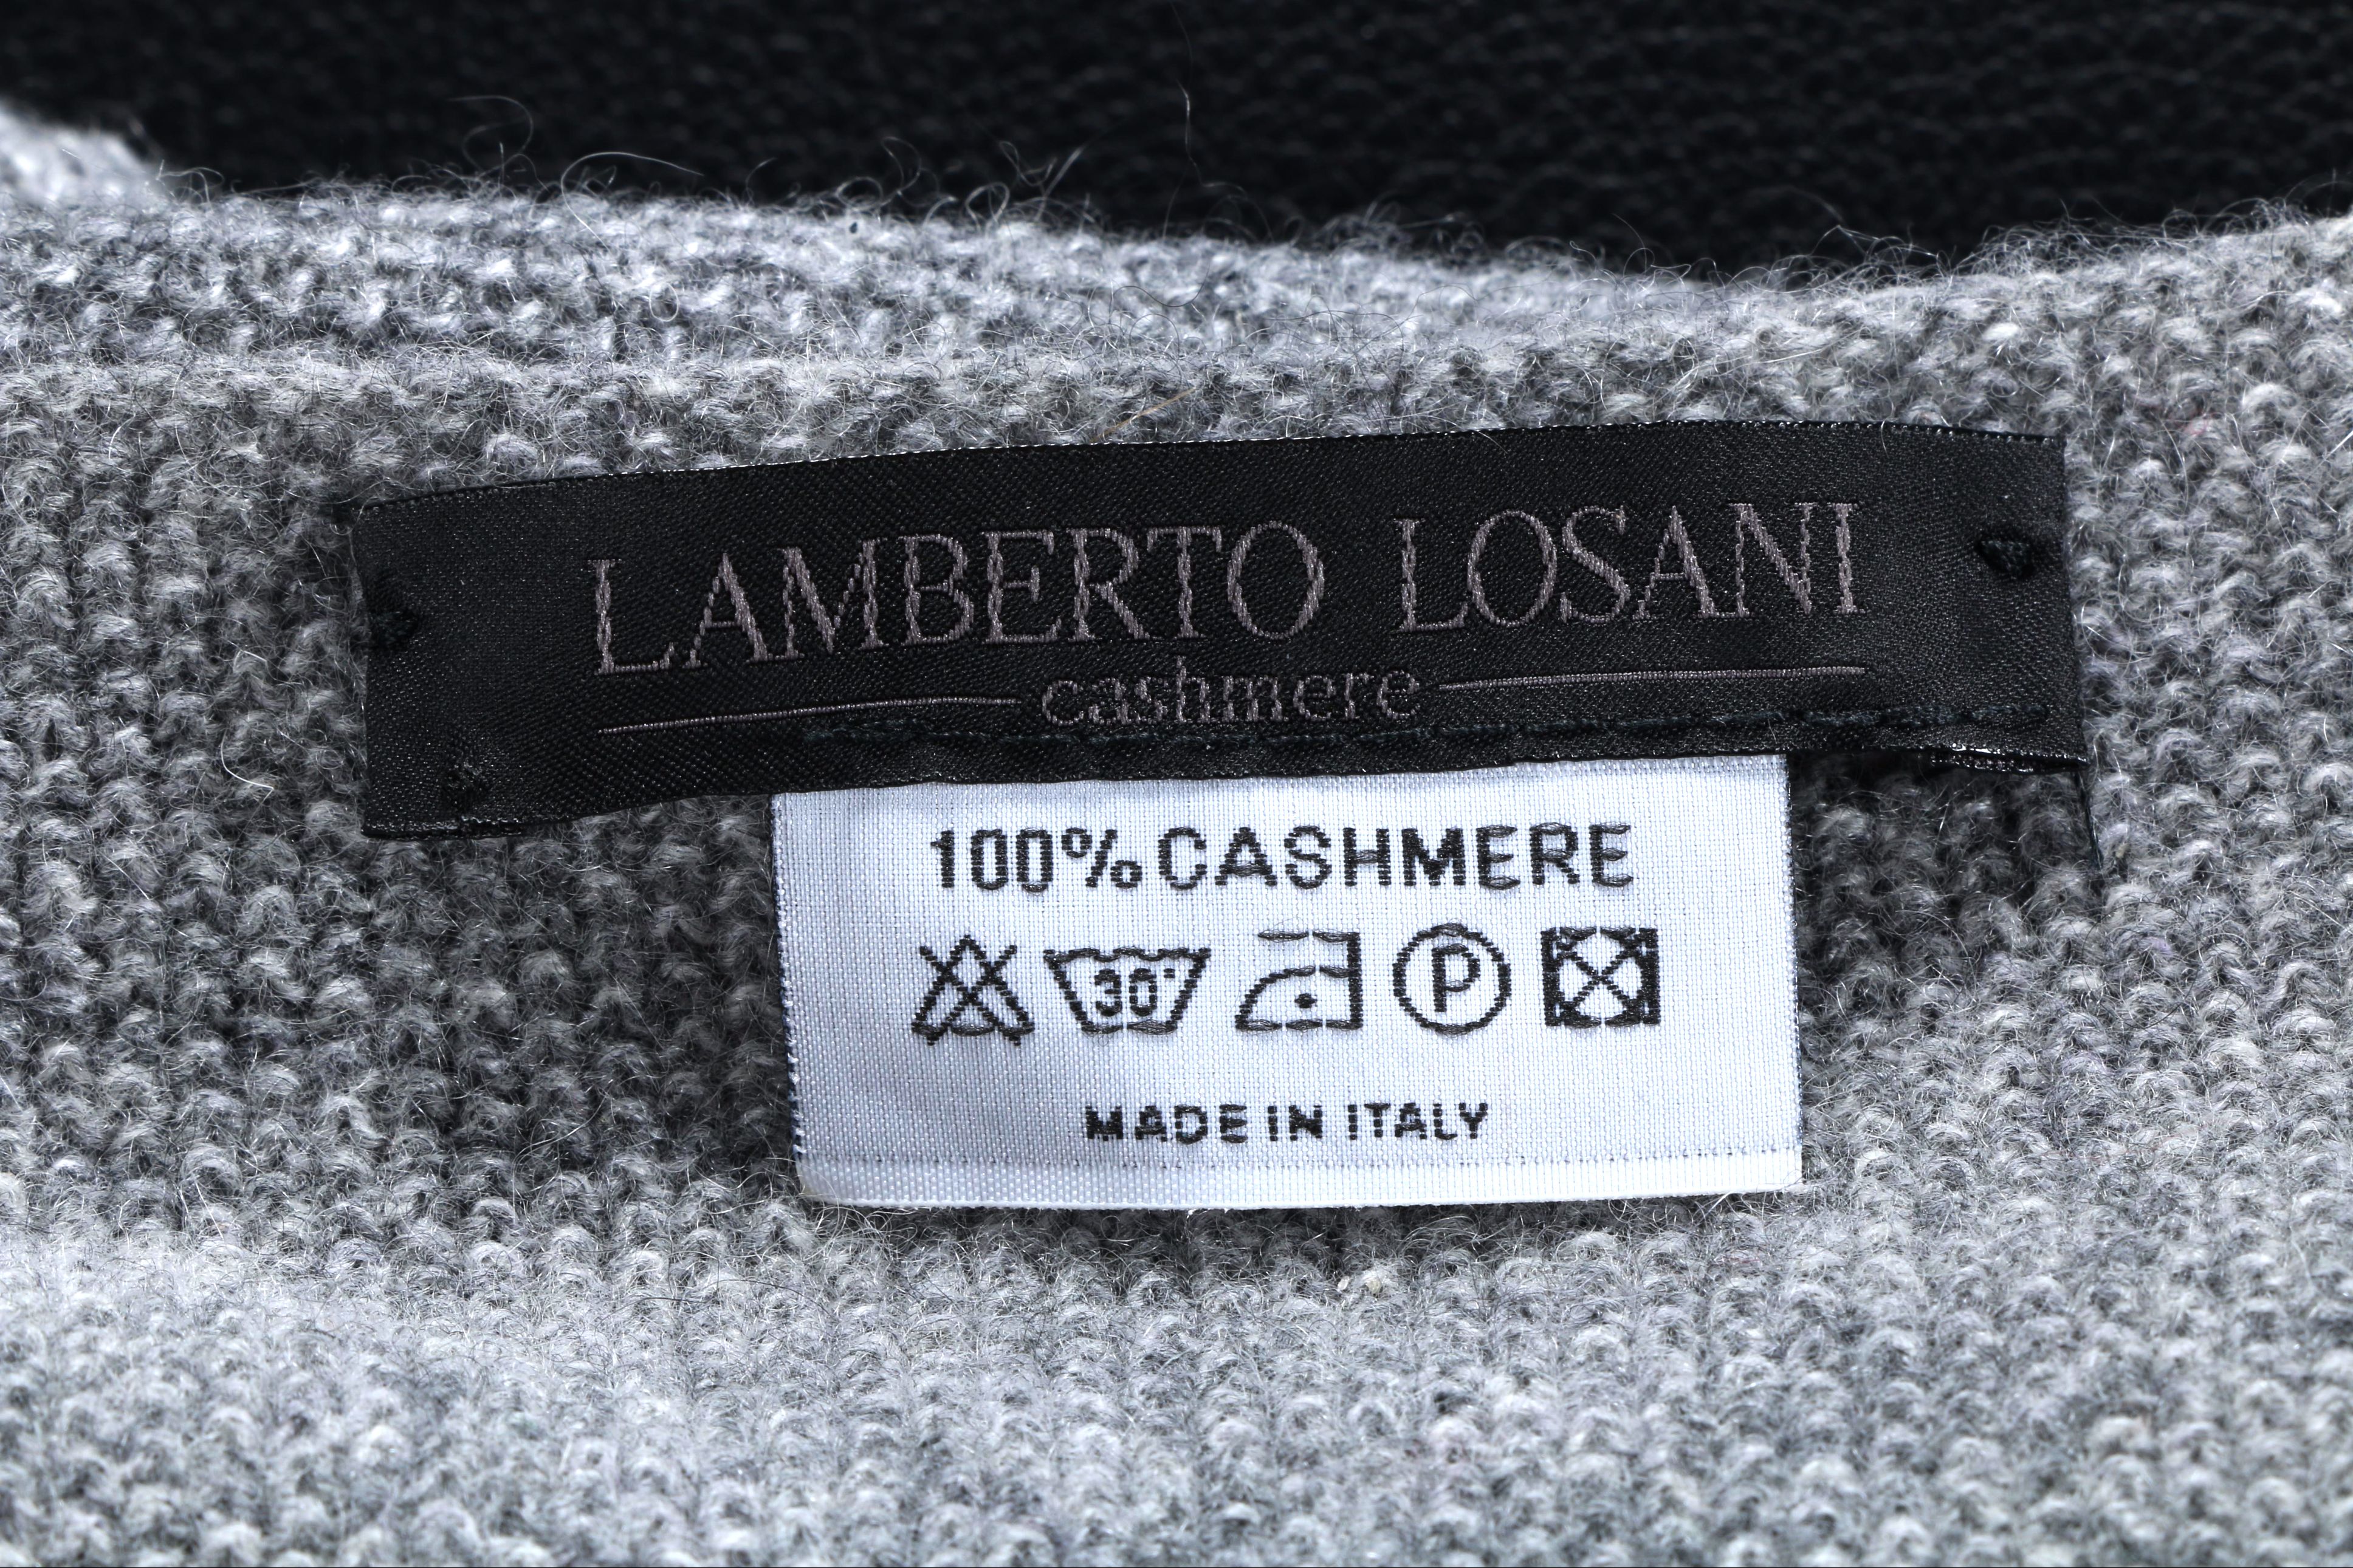 LAMBERTO LOSANI
cashmere
100% CASHMERE
30°
P
MADE IN ITALY